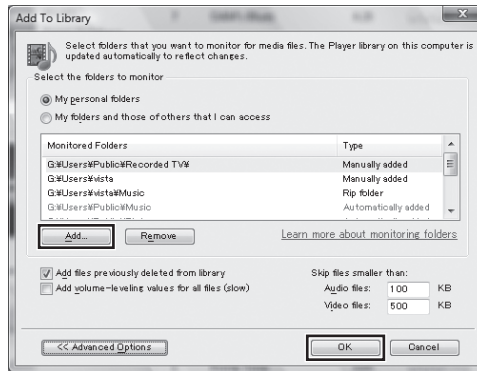 Add To Library
Select folders that you want to monitor for media files. The Player library on this computer is
updated automatically to reflect changes.
Select the folders to monitor
My personal folders
My folders and those of others that I can access
Monitored Folders Type
G:¥Users¥Public¥Recorded TV¥ Manually added
G:¥Users¥vista Manually added
G:¥Users¥vista¥Music Rip folder
G:¥Users¥Public¥Music Automatically added
Add... Remove Learn more about monitoring folders
Add files previously deleted from library Skip files smaller than:
Add volume-leveling values for all files (slow) Audio files: 100 KB
Video files: 500 KB
<< Advanced Options OK Cancel